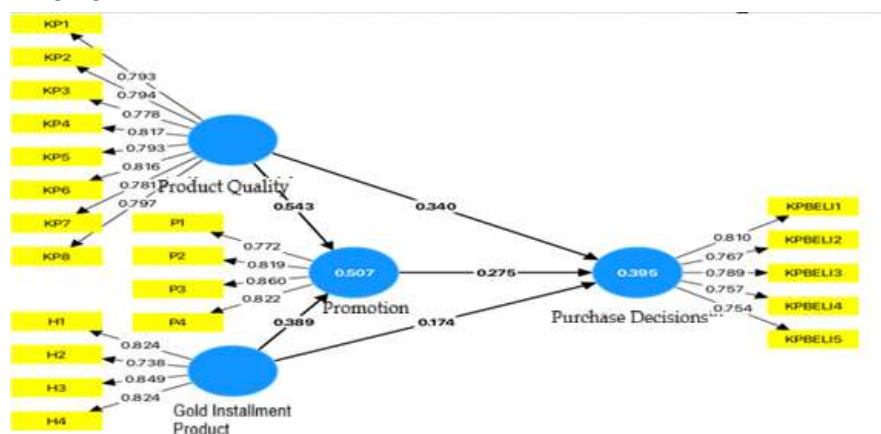 KP1
KP2
KP3
KP4
KP5
KP6
KP7
KP8
0.793
0.794
0.778
0.817
0.793
0.816
0.781
0.797
Product Quality
0.543
0.340
P1
P2
P3
P4
0.772
0.819
0.860
0.822
0.507
Promotion
0.275
0.389
0.174
H1
H2
H3
H4
0.824
0.738
0.849
0.824
Gold Installment
Product
0.395
Purchase Decisions
0.810
0.767
0.789
0.757
0.754
KPBELI1
KPBELI2
KPBELI3
KPBELI4
KPBELI5